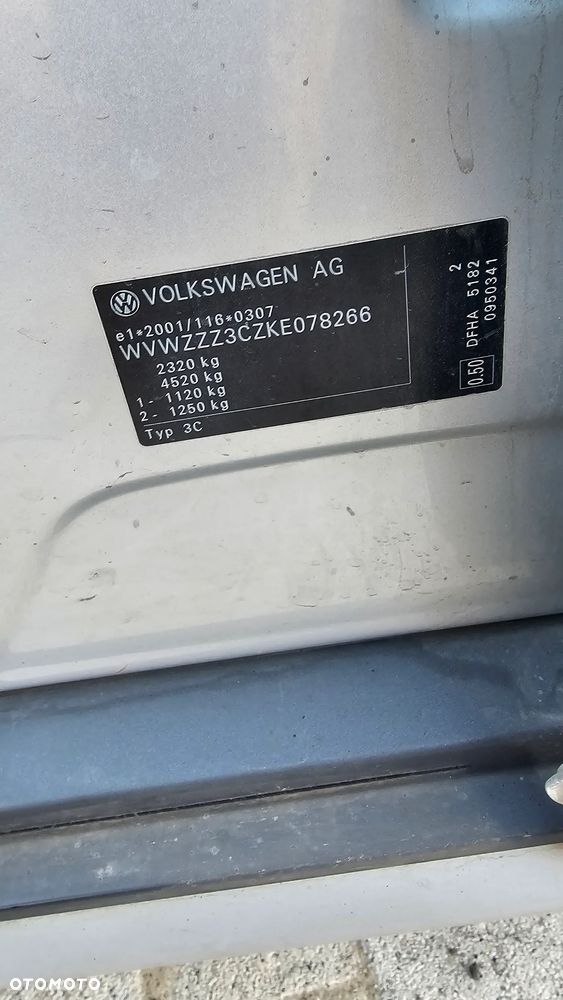 VOLKSWAGEN AG
e1*2001/116*0307
WVWZZZ3CZKE078266
2320 kg
4520 kg
1- 1120 kg
2- 1250 kg
Typ 3C
2
0.50 DFHA 5182
0950341
OTOMOTO